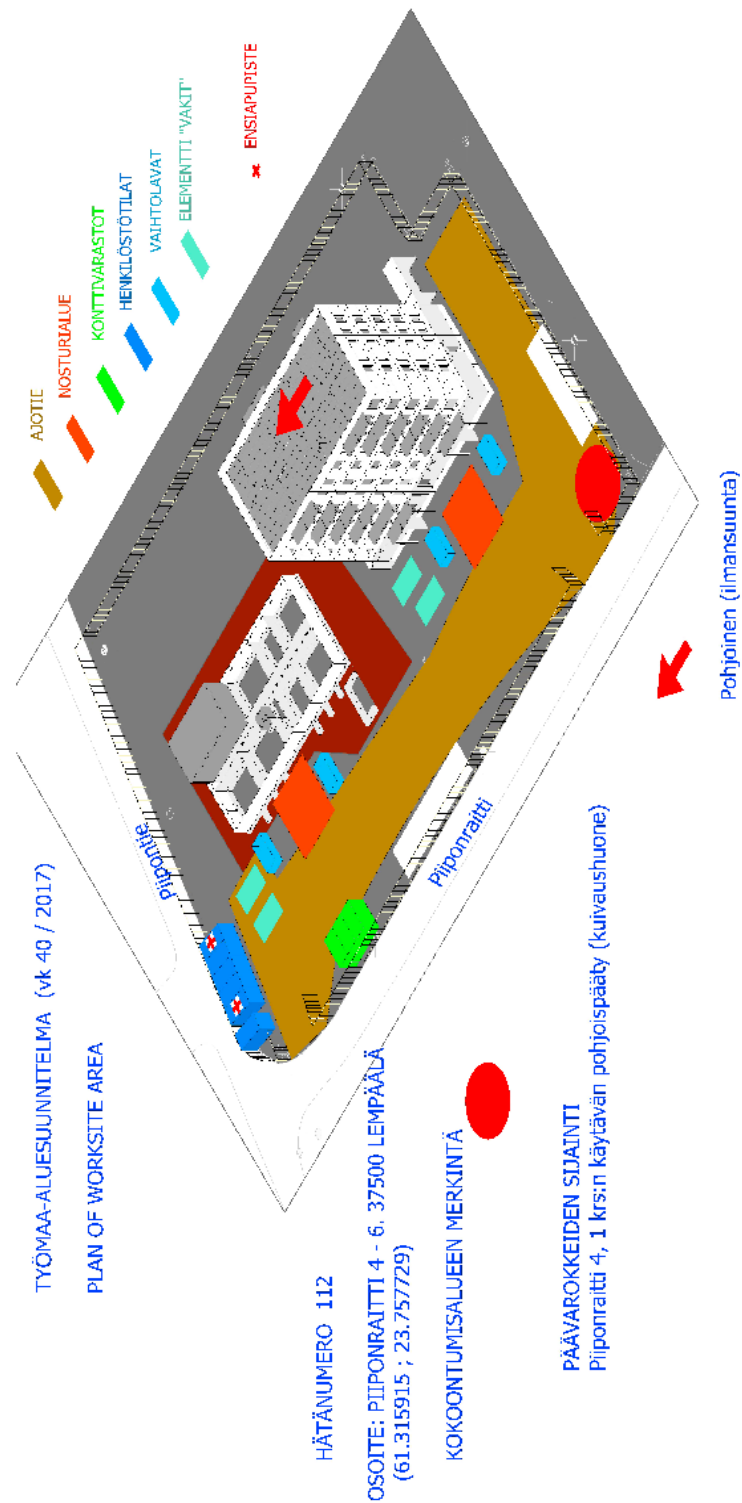 TYÖMAA-ALUESUUNNITELMA (vk 40 / 2017)
PLAN OF WORKSITE AREA
AJOTIE
NOSTURIALUE
KONTTIVARASTOT
HENKILÖSTÖTILAT
VAIHTOLAVAT
ELEMENTTI "VAKIT"
ENSIAPUPISTE
Piipontie
Piiponraitti
HÄTÄNUMERO 112
OSOITE: PIIPONRAITTI 4 - 6, 37500 LEMPÄÄLÄ
(61.315915 ; 23.757729)
KOKOONTUMISALUEEN MERKINTÄ
PÄÄVAROKKEIDEN SIJAINTI
Piiponraitti 4, 1 krs:n käytävän pohjoispääty (kuivaushuone)
Pohjoinen (ilmansuunta)